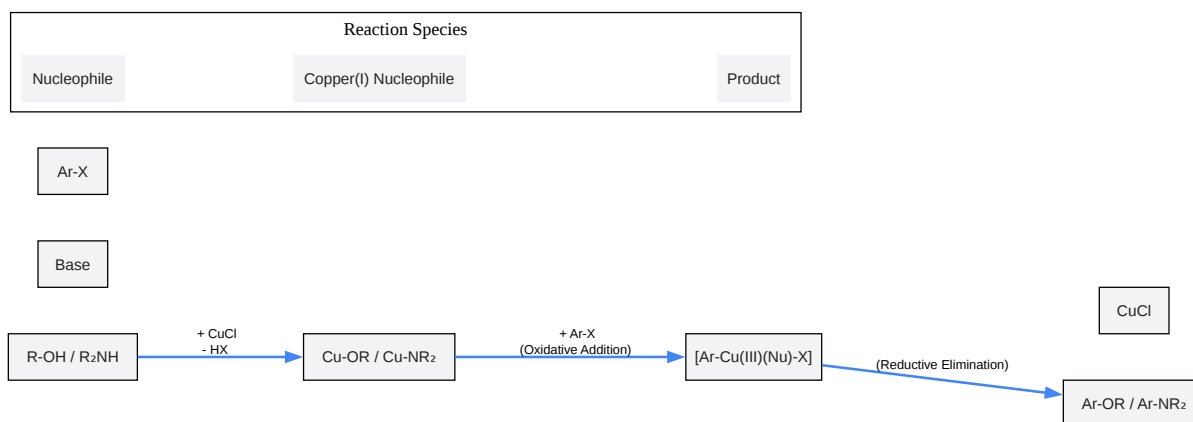 Reaction Species
Nucleophile
Copper(I) Nucleophile
Product
Ar-X
Base
CuCl
R-OH / R₂NH
+ CuCl
- HX
Cu-OR / Cu-NR₂
+ Ar-X
(Oxidative Addition)
[Ar-Cu(III)(Nu)-X]
(Reductive Elimination)
Ar-OR / Ar-NR₂